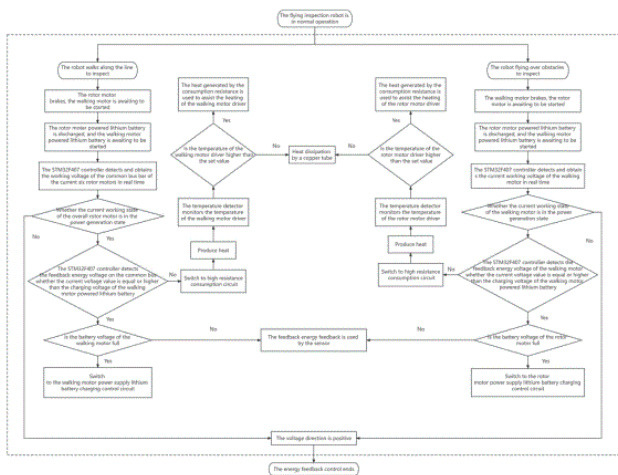 The flying inspection robot is
in normal operation
The robot walks along the line
to inspect
The rotor motor
brakes, the walking motor is awaiting to
be started
The rotor motor powered lithium battery
is discharged, and the walking motor
powered lithium battery is awaiting to be
started
The STM32F407 controller detects and obtains
the working voltage of the common bus bar of
the current six rotor motors in real time
Whether the current working state
of the overall rotor motor is in the
power generation state
No
Yes
The STM32F407 controller detects
the feedback energy voltage on the common bus
whether the current voltage value is equal or higher
than the charging voltage of the walking
motor powered lithium battery
No
Yes
Is the battery voltage of the
walking motor full
No
Yes
Switch
to the walking motor power supply lithium
battery charging control circuit
The heat generated by the
consumption resistance is
used to assist the heating
of the walking motor driver
Yes
Is the temperature of the
walking motor driver higher than
the set value
No
The temperature detector
monitors the temperature
of the walking motor driver
Produce heat
Switch to high resistance
consumption circuit
Heat dissipation
by a copper tube
The heat generated by the
consumption resistance is
used to assist the heating
of the rotor motor driver
Yes
Is the temperature of the
rotor motor driver higher
than the set value
No
The temperature detector
monitors the temperature
of the rotor motor driver
Produce heat
Switch to high resistance
consumption circuit
The robot flying over obstacles
to inspect
The walking motor brakes, the rotor
motor is awaiting to be started
The rotor motor powered lithium battery
is discharged, and the walking motor
powered lithium battery is awaiting to be
started
The STM32F407 controller detects and obtain
s the current working voltage of the walking
motor in real time
Whether the current working state
of the walking motor is in the power
generation state
No
Yes
The STM32F407 controller detects the
feedback energy voltage of the walking motor
whether the current voltage value is equal or higher
than the charging voltage of the walking motor
powered lithium battery
No
Yes
Is the battery voltage of the rotor
motor full
No
Yes
Switch to the rotor
motor power supply lithium battery charging
control circuit
The feedback energy feedback is used
by the sensor
The voltage direction is positive
The energy feedback control ends